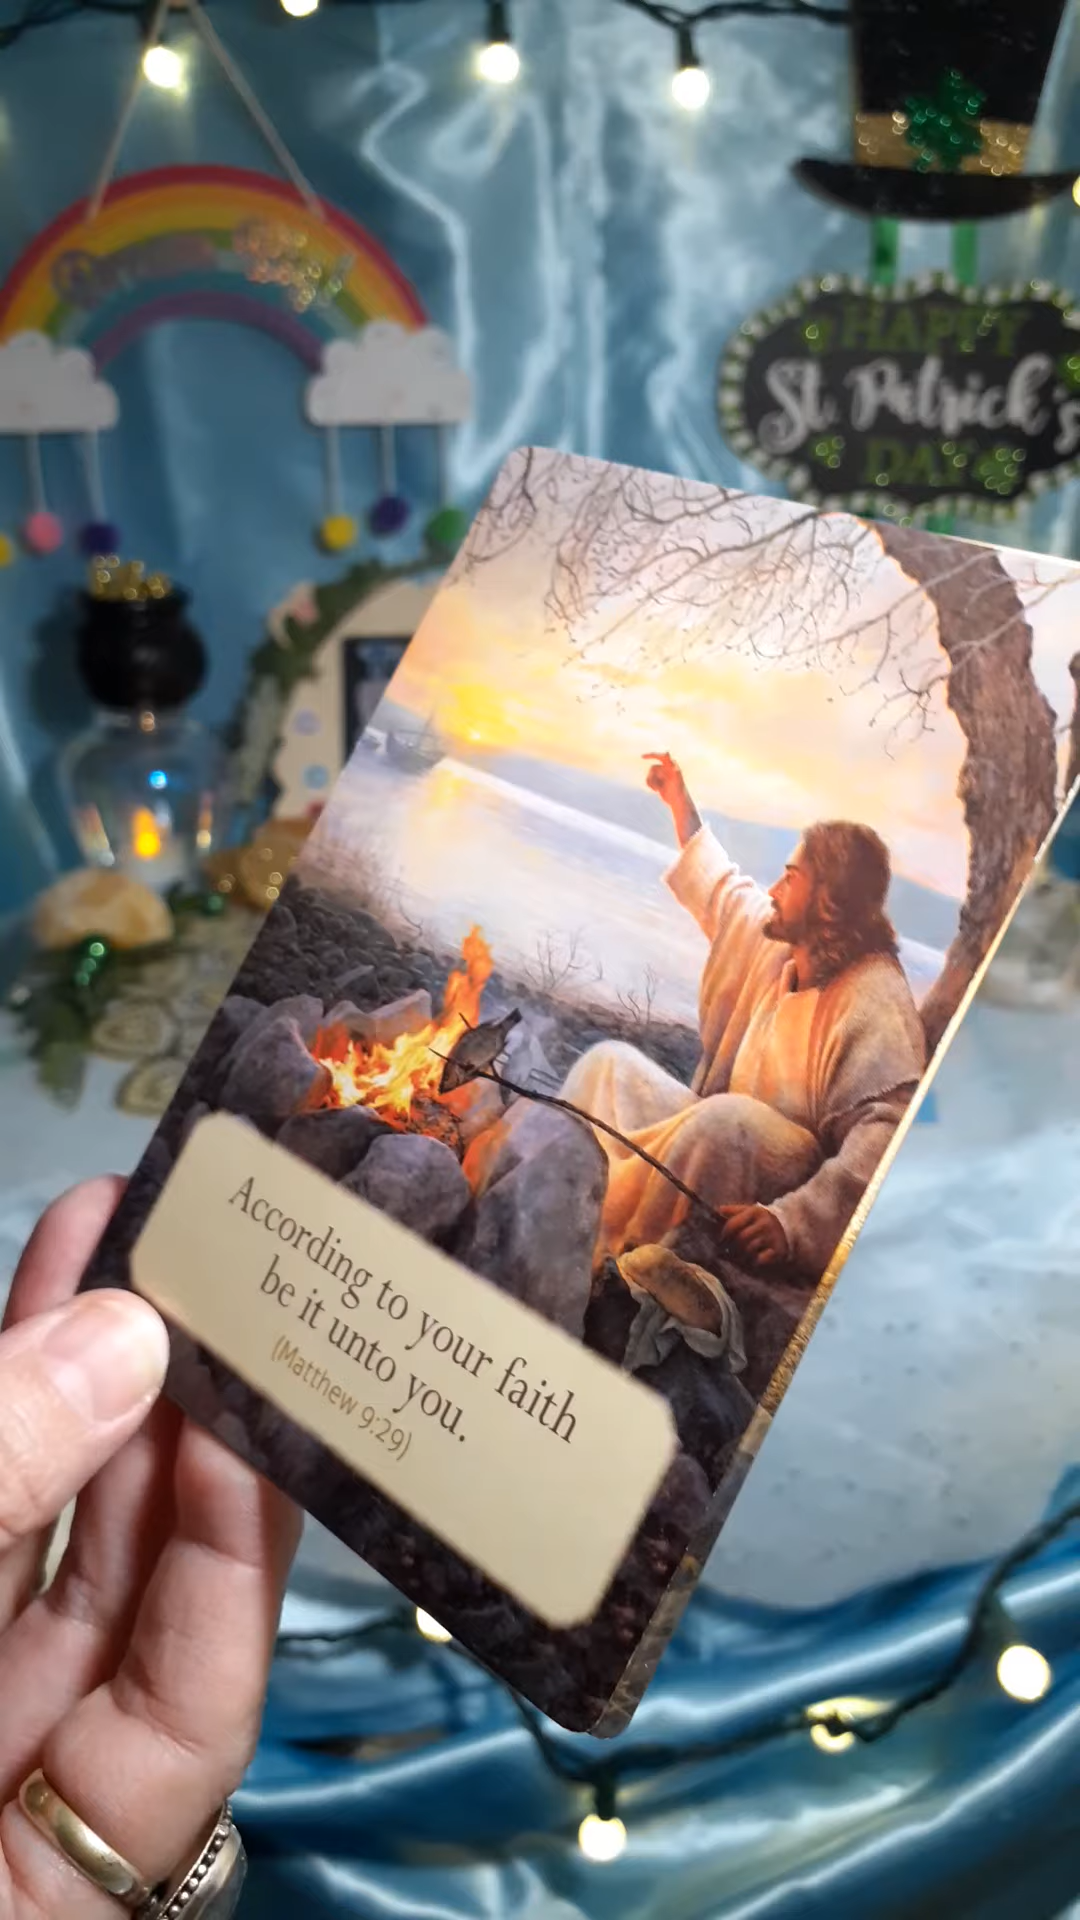 HAPPY
St. Patrick's
DAY
According to your faith
be it unto you.
(Matthew 9:29)